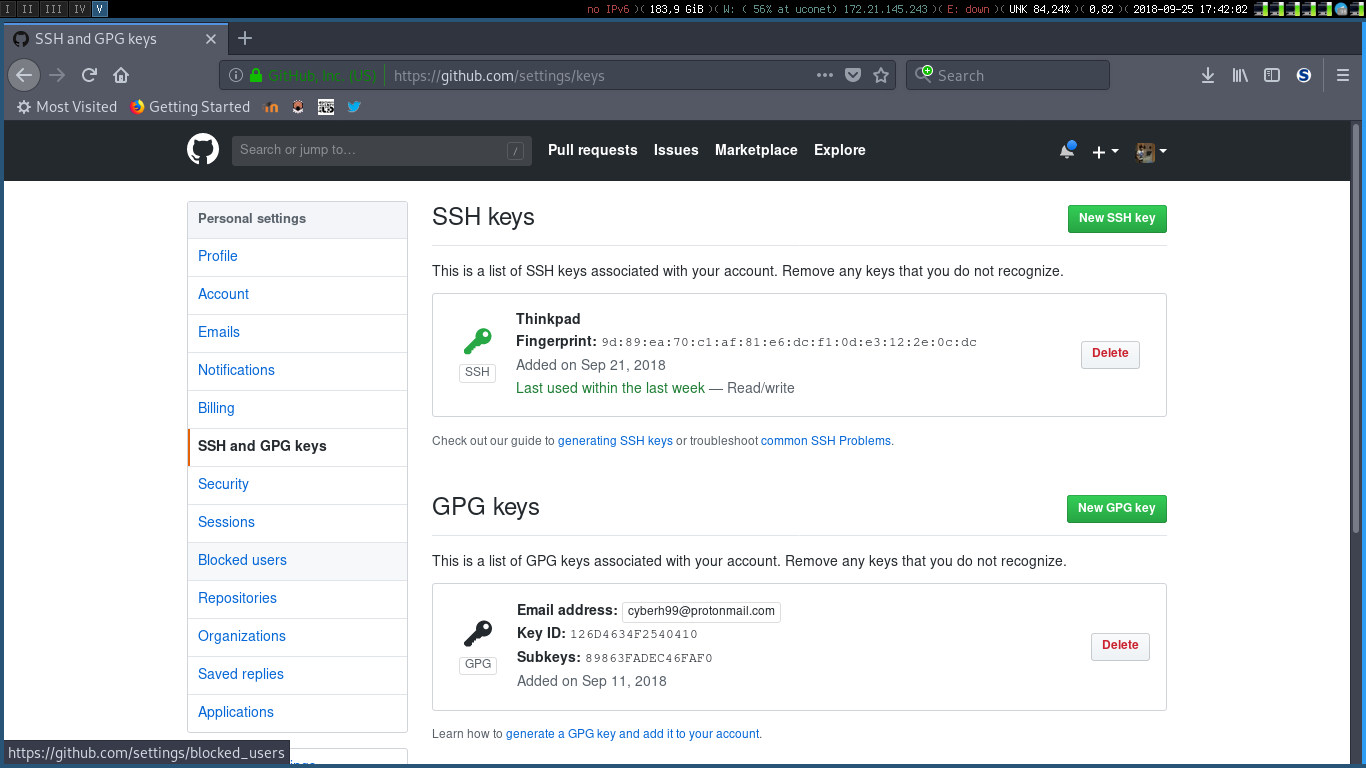 I II III IV V no IPv6 )( 183,9 GiB )( W: ( 56% at uconet) 172.21.145.243 )( E: down )( UNK 84,24% )( 0,82 )( 2018-09-25 17:42:02
SSH and GPG keys
GitHub, Inc. (US) https://github.com/settings/keys Search
Most Visited Getting Started
Search or jump to… / Pull requests Issues Marketplace Explore
Personal settings
Profile
Account
Emails
Notifications
Billing
SSH and GPG keys
Security
Sessions
Blocked users
Repositories
Organizations
Saved replies
Applications
SSH keys
New SSH key
This is a list of SSH keys associated with your account. Remove any keys that you do not recognize.
SSH
Thinkpad
Fingerprint: 9d:89:ea:70:c1:af:81:e6:dc:f1:0d:e3:12:2e:0c:dc
Added on Sep 21, 2018
Last used within the last week — Read/write
Delete
Check out our guide to generating SSH keys or troubleshoot common SSH Problems.
GPG keys
New GPG key
This is a list of GPG keys associated with your account. Remove any keys that you do not recognize.
GPG
Email address: cyberh99@protonmail.com
Key ID: 126D4634F2540410
Subkeys: 89863FADEC46FAF0
Added on Sep 11, 2018
Delete
Learn how to generate a GPG key and add it to your account.
https://github.com/settings/blocked_users